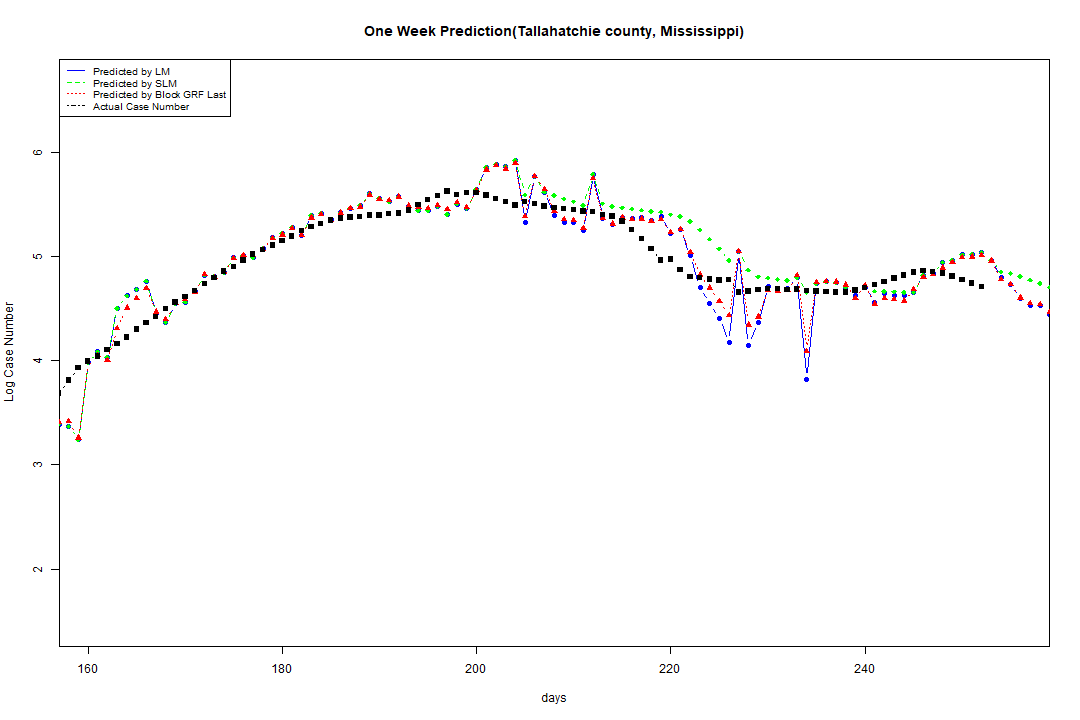 One Week Prediction(Tallahatchie county, Mississippi)
Predicted by LM
Predicted by SLM
Predicted by Block GRF Last
Actual Case Number
6
5
4
3
2
Log Case Number
160
180
200
220
240
days